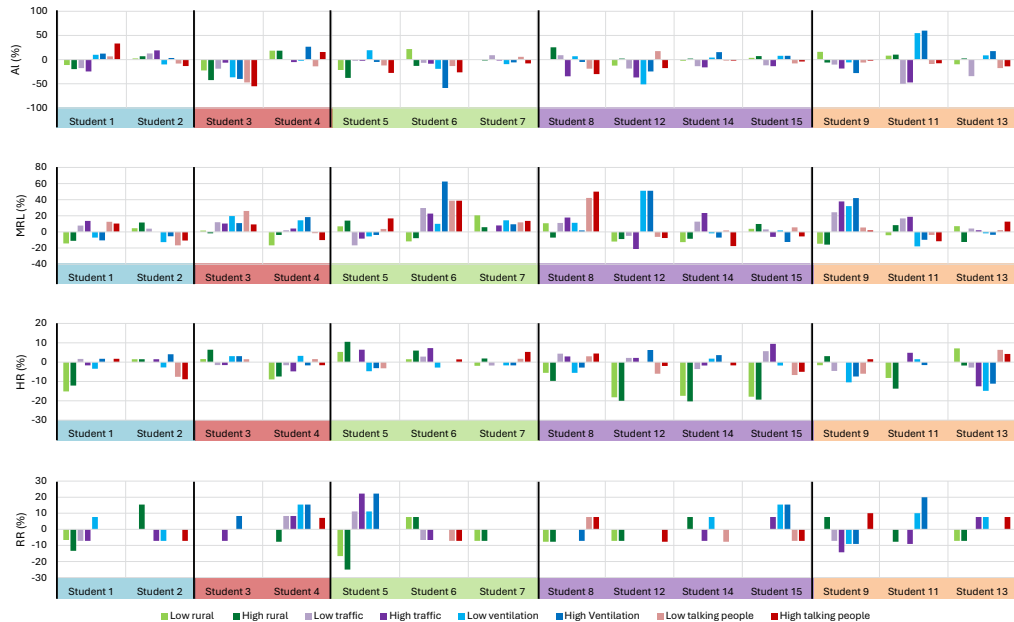 100
50
0
-50
-100
AI (%)
Student 1 Student 2 Student 3 Student 4 Student 5 Student 6 Student 7 Student 8 Student 12 Student 14 Student 15 Student 9 Student 11 Student 13
80
60
40
20
0
-20
-40
MRL (%)
Student 1 Student 2 Student 3 Student 4 Student 5 Student 6 Student 7 Student 8 Student 12 Student 14 Student 15 Student 9 Student 11 Student 13
20
10
0
-10
-20
-30
HR (%)
Student 1 Student 2 Student 3 Student 4 Student 5 Student 6 Student 7 Student 8 Student 12 Student 14 Student 15 Student 9 Student 11 Student 13
30
20
10
0
-10
-20
-30
RR (%)
Student 1 Student 2 Student 3 Student 4 Student 5 Student 6 Student 7 Student 8 Student 12 Student 14 Student 15 Student 9 Student 11 Student 13
Low rural High rural Low traffic High traffic Low ventilation High Ventilation Low talking people High talking people